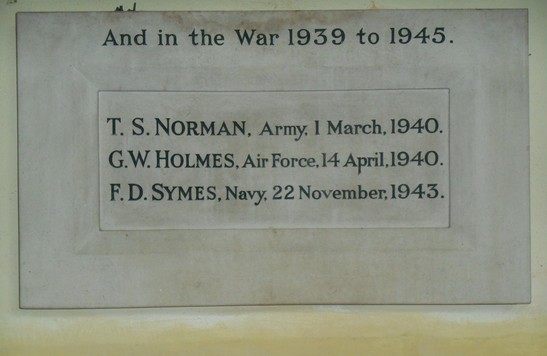 And in the War 1939 to 1945.
T. S. NORMAN, Army, 1 March, 1940.
G.W. HOLMES, Air Force, 14 April, 1940.
F. D. SYMES, Navy, 22 November, 1943.